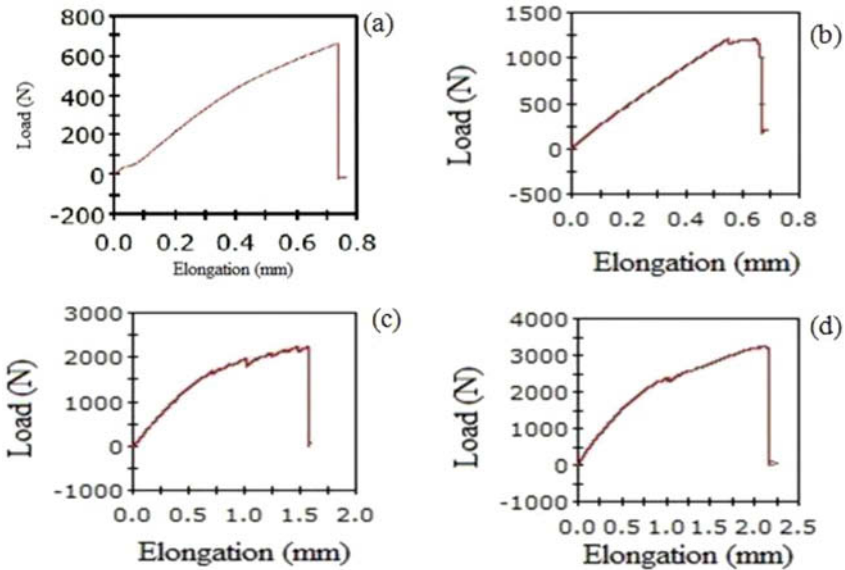 (a)
Load (N)
800
600
400
200
0
-200
0.0 0.2 0.4 0.6 0.8
Elongation (mm)
(b)
Load (N)
1500
1000
500
0
-500
0.0 0.2 0.4 0.6 0.8
Elongation (mm)
(c)
Load (N)
3000
2000
1000
0
-1000
0.0 0.5 1.0 1.5 2.0
Elongation (mm)
(d)
Load (N)
4000
3000
2000
1000
0
-1000
0.0 0.5 1.0 1.5 2.0 2.5
Elongation (mm)